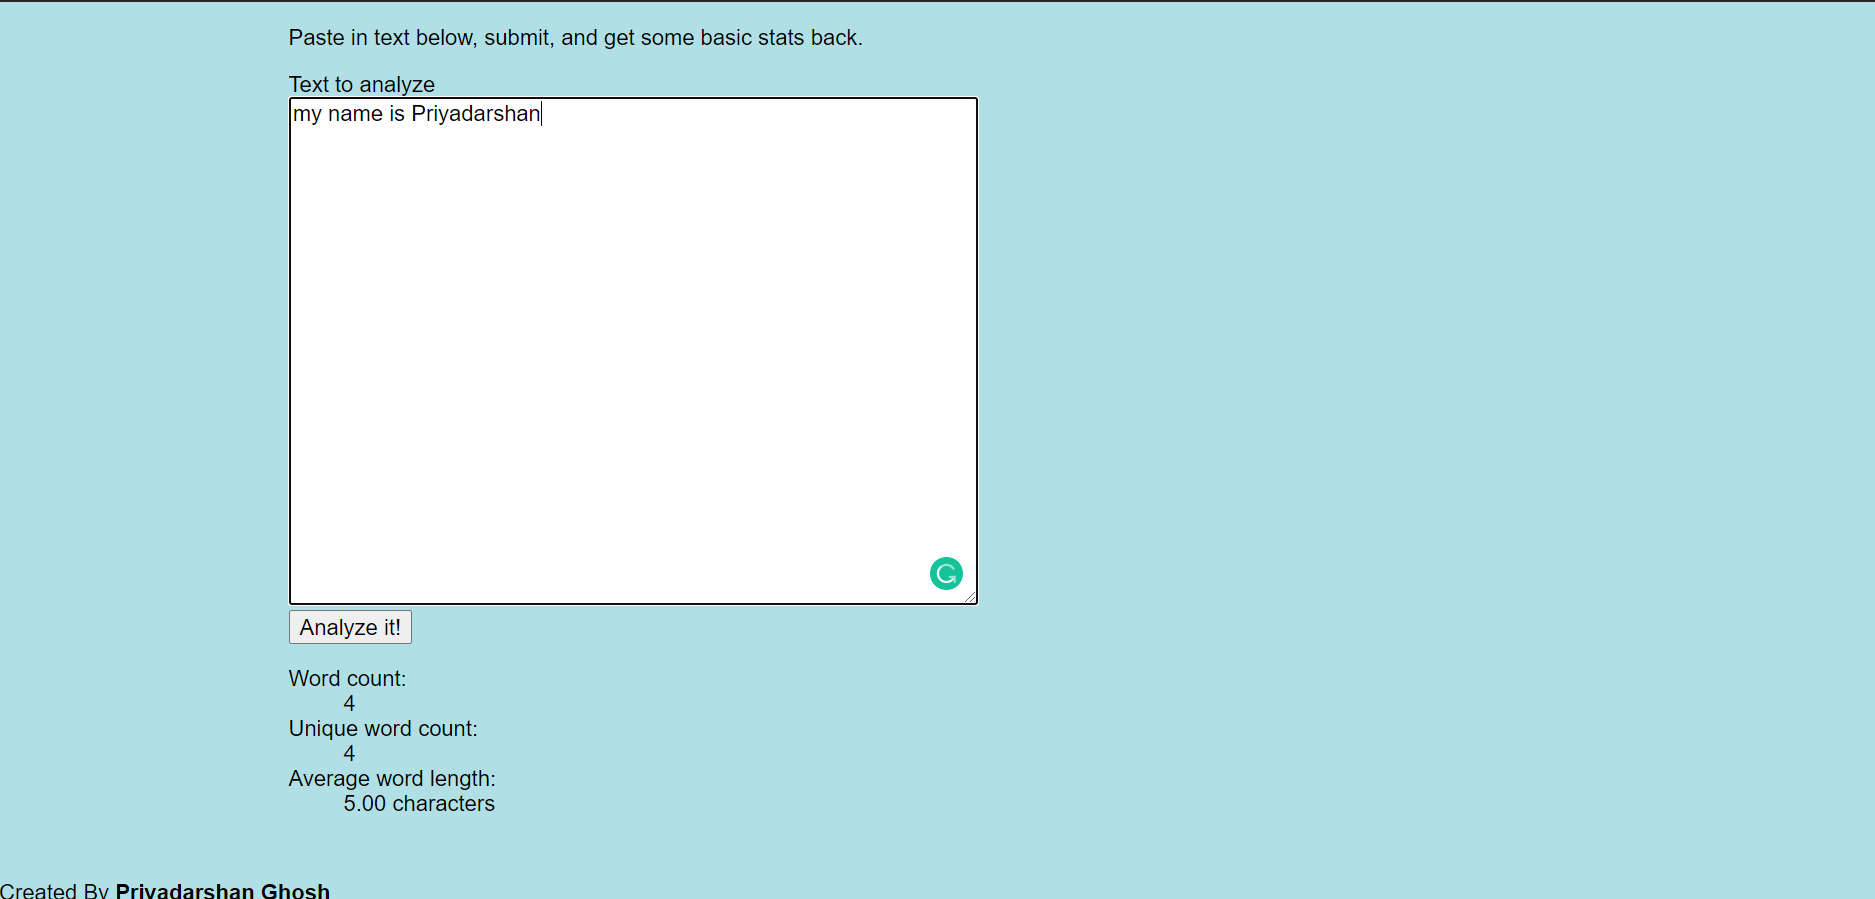 Paste in text below, submit, and get some basic stats back.
Text to analyze
my name is Priyadarshan
Analyze it!
Word count:
4
Unique word count:
4
Average word length:
5.00 characters
Created By Priyadarshan Ghosh